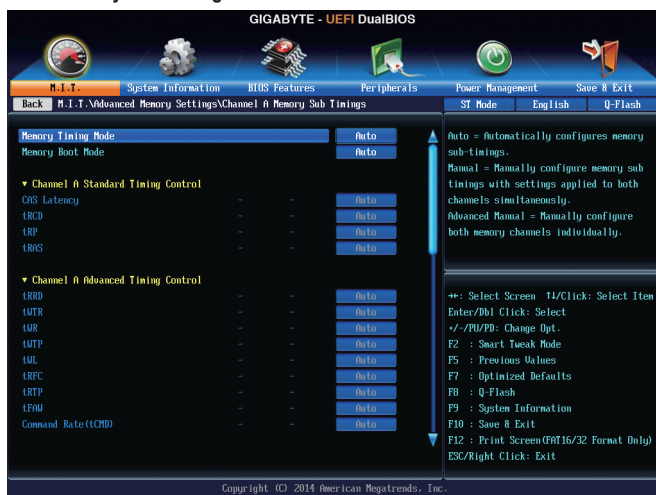 GIGABYTE - UEFI DualBIOS
M.I.T. System Information BIOS Features Peripherals Power Management Save & Exit
Back M.I.T.\Advanced Memory Settings\Channel A Memory Sub Timings ST Mode English Q-Flash
Memory Timing Mode Auto
Memory Boot Mode Auto
▼ Channel A Standard Timing Control
CAS Latency - - Auto
tRCD - - Auto
tRP - - Auto
tRAS - - Auto
▼ Channel A Advanced Timing Control
tRRD - - Auto
tWTR - - Auto
tWR - - Auto
tWTP - - Auto
tWL - - Auto
tRFC - - Auto
tRTP - - Auto
tFAW - - Auto
Command Rate(tCMD) - - Auto
Auto = Automatically configures memory
sub-timings.
Manual = Manually configure memory sub
timings with settings applied to both
channels simultaneously.
Advanced Manual = Manually configure
both memory channels individually.
→←: Select Screen ↑↓/Click: Select Item
Enter/Dbl Click: Select
+/-/PU/PD: Change Opt.
F2 : Smart Tweak Mode
F5 : Previous Values
F7 : Optimized Defaults
F8 : Q-Flash
F9 : System Information
F10 : Save & Exit
F12 : Print Screen(FAT16/32 Format Only)
ESC/Right Click: Exit
Copyright (C) 2014 American Megatrends, Inc.